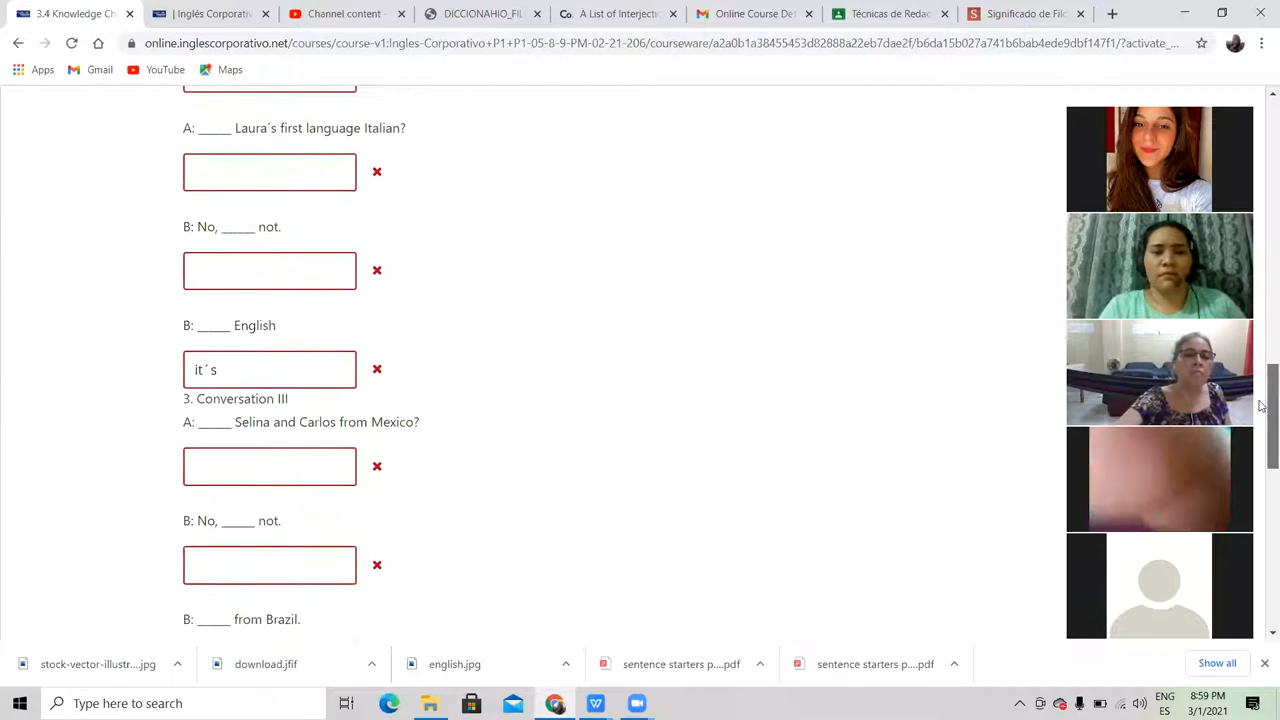 3.4 Knowledge Ch
Inglés Corporativ
Channel content -
DICCIONAHIO_FIL
Co. A List of Interjecti
Online Course Det
Técnicas de Redac
S Significado de Filc
online.inglescorporativo.net/courses/course-v1:Ingles-Corporativo+P1+P1-05-8-9-PM-02-21-206/courseware/a2a0b1a38455453d82888a22eb7dae2f/b6da15b027a741b6bab4ede9dbf147f1/?activate_...
Apps
Gmail
YouTube
Maps
A: _____ Laura´s first language Italian?
B: No, _____ not.
B: _____ English
it´s
3. Conversation III
A: _____ Selina and Carlos from Mexico?
B: No, _____ not.
B: _____ from Brazil.
stock-vector-illustr....jpg
download.jfif
english.jpg
sentence starters p....pdf
sentence starters p....pdf
Show all
Type here to search
ENG
ES
8:59 PM
3/1/2021